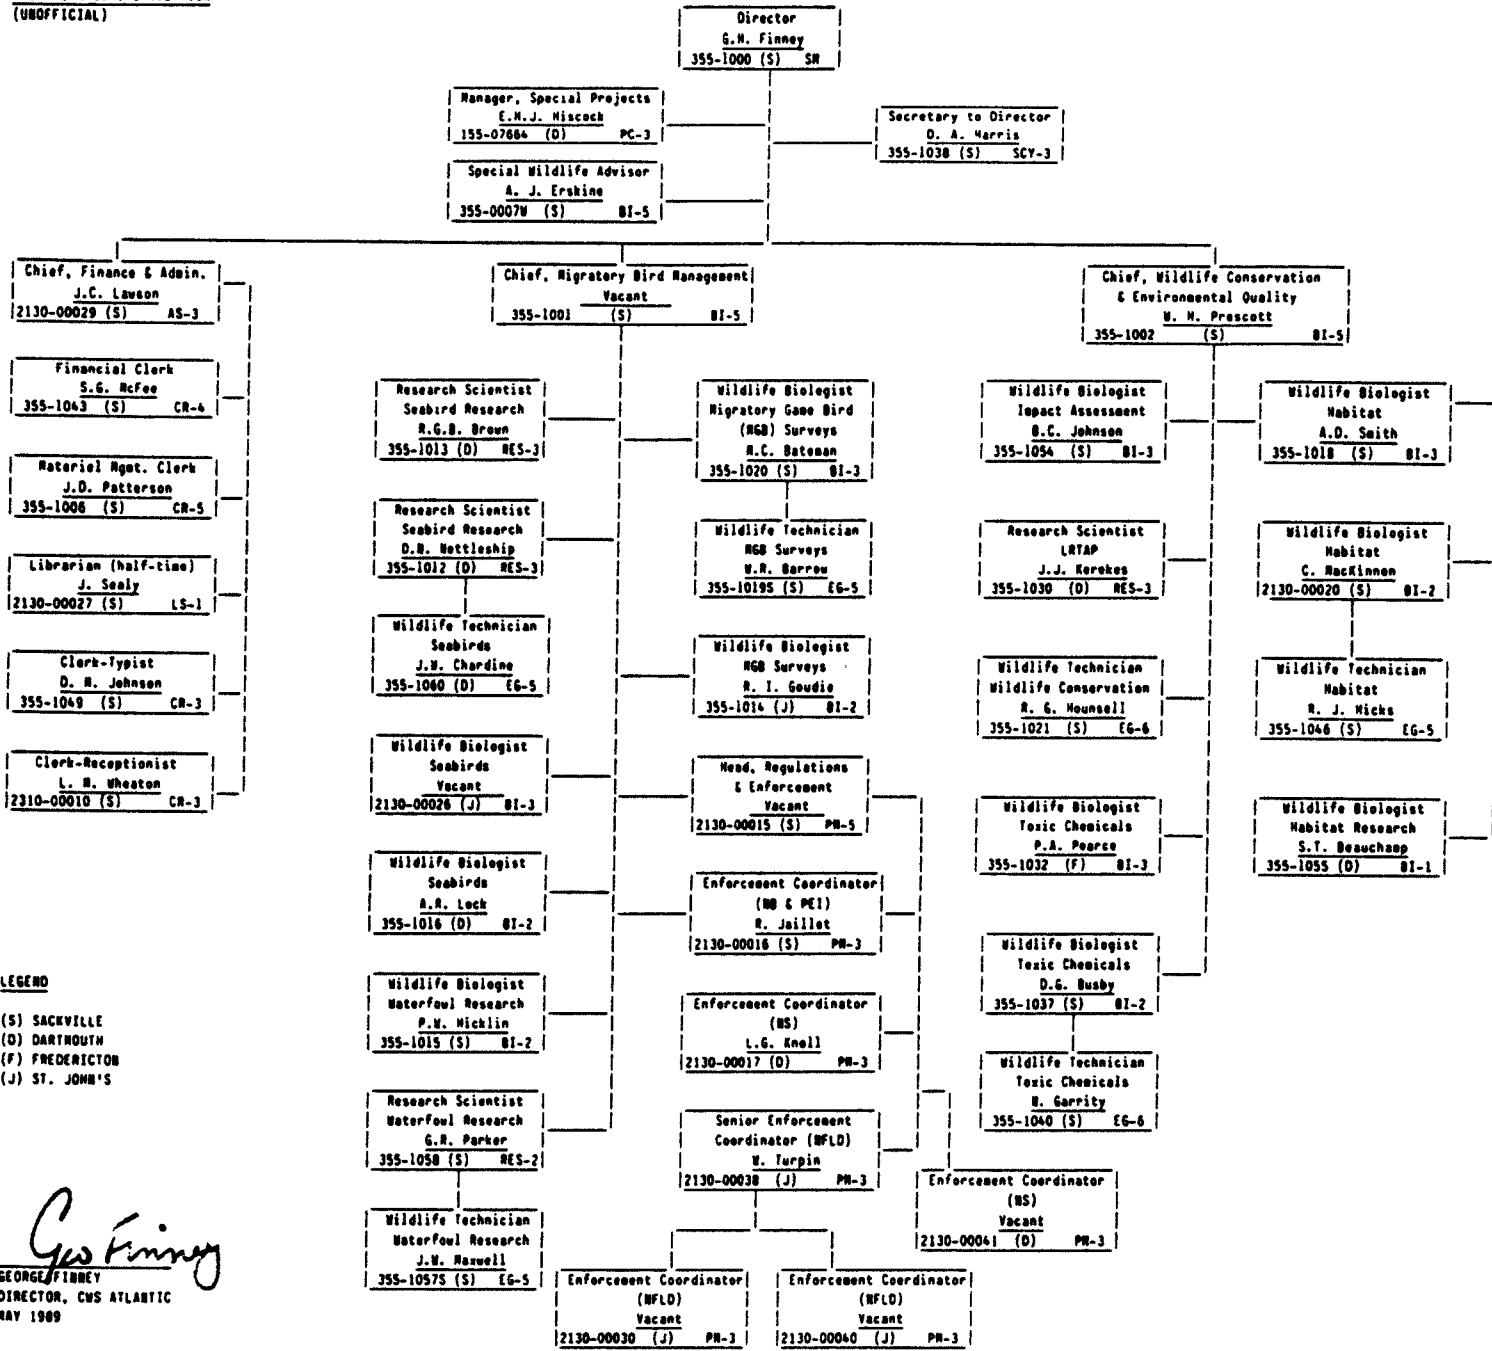 (UNOFFICIAL)
Director
G.H. Finney
355-1000 (S) SM
Manager, Special Projects
E.H.J. Hiscock
155-07664 (D) PC-3
Secretary to Director
D. A. Harris
355-1038 (S) SCY-3
Special Wildlife Advisor
A. J. Erskine
355-0007W (S) BI-5
Chief, Finance & Admin.
J.C. Lawson
2130-00029 (S) AS-3
Financial Clerk
S.G. McFee
355-1043 (S) CR-4
Materiel Mgmt. Clerk
J.D. Patterson
355-1006 (S) CR-5
Librarian (half-time)
J. Sealy
2130-00027 (S) LS-1
Clerk-Typist
D. M. Johnson
355-1049 (S) CR-3
Clerk-Receptionist
L. M. Wheaton
2310-00010 (S) CR-3
Chief, Migratory Bird Management
Vacant
355-1001 (S) BI-5
Research Scientist
Seabird Research
R.G.B. Brown
355-1013 (D) RES-3
Research Scientist
Seabird Research
D.N. Nettleship
355-1012 (D) RES-3
Wildlife Technician
Seabirds
J.W. Chardine
355-1060 (D) EG-5
Wildlife Biologist
Seabirds
Vacant
2130-00026 (J) BI-3
Wildlife Biologist
Seabirds
A.R. Lock
355-1016 (D) BI-2
Wildlife Biologist
Waterfowl Research
P.W. Hicklin
355-1015 (S) BI-2
Research Scientist
Waterfowl Research
G.R. Parker
355-1058 (S) RES-2
Wildlife Technician
Waterfowl Research
J.W. Maxwell
355-1057S (S) EG-5
Wildlife Biologist
Migratory Game Bird
(MGB) Surveys
M.C. Bateman
355-1020 (S) BI-3
Wildlife Technician
MGB Surveys
W.R. Barrow
355-1019S (S) EG-5
Wildlife Biologist
MGB Surveys
R. I. Goudie
355-1014 (J) BI-2
Head, Regulations
& Enforcement
Vacant
2130-00015 (S) PM-5
Enforcement Coordinator
(NB & PEI)
R. Jaillet
2130-00016 (S) PM-3
Enforcement Coordinator
(NS)
L.G. Knoll
2130-00017 (D) PM-3
Senior Enforcement
Coordinator (NFLD)
W. Turpin
2130-00038 (J) PM-3
Enforcement Coordinator
(NS)
Vacant
2130-00041 (D) PM-3
Enforcement Coordinator
(NFLD)
Vacant
2130-00030 (J) PM-3
Enforcement Coordinator
(NFLD)
Vacant
2130-00040 (J) PM-3
Chief, Wildlife Conservation
& Environmental Quality
W. H. Prescott
355-1002 (S) BI-5
Wildlife Biologist
Impact Assessment
B.C. Johnson
355-1054 (S) BI-3
Research Scientist
LRTAP
J.J. Kerekes
355-1030 (D) RES-3
Wildlife Technician
Wildlife Conservation
R. G. Hounsell
355-1021 (S) EG-6
Wildlife Biologist
Toxic Chemicals
P.A. Pearce
355-1032 (F) BI-3
Wildlife Biologist
Toxic Chemicals
D.G. Busby
355-1037 (S) BI-2
Wildlife Technician
Toxic Chemicals
N. Garrity
355-1040 (S) EG-6
Wildlife Biologist
Habitat
A.D. Smith
355-1018 (S) BI-3
Wildlife Biologist
Habitat
C. MacKinnon
2130-00020 (S) BI-2
Wildlife Technician
Habitat
R. J. Hicks
355-1046 (S) EG-5
Wildlife Biologist
Habitat Research
S.T. Beauchamp
355-1055 (D) BI-1
LEGEND
(S) SACKVILLE
(D) DARTMOUTH
(F) FREDERICTON
(J) ST. JOHN'S
Geo Finney
GEORGE FINNEY
DIRECTOR, CWS ATLANTIC
MAY 1989